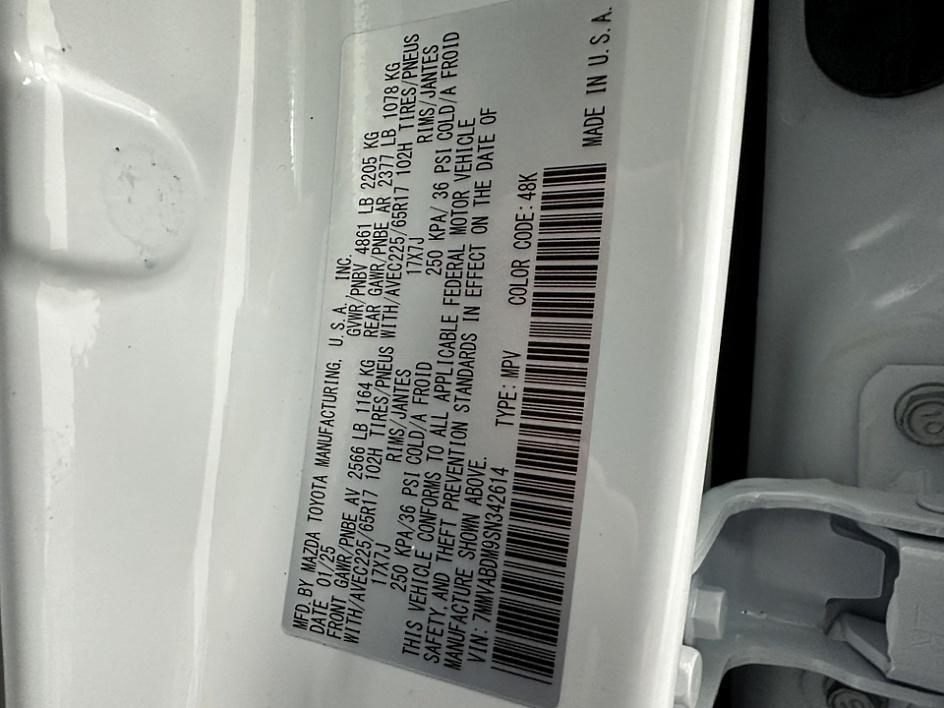 MFD. BY MAZDA TOYOTA MANUFACTURING, U.S.A., INC.
DATE 01/25 GVWR/PNBV 4861 LB 2205 KG
FRONT GAWR/PNBE AV 2566 LB 1164 KG REAR GAWR/PNBE AR 2377 LB 1078 KG
WITH/AVEC225/65R17 102H TIRES/PNEUS WITH/AVEC225/65R17 102H TIRES/PNEUS
17X7J RIMS/JANTES 17X7J RIMS/JANTES
250 KPA/36 PSI COLD/A FROID 250 KPA/ 36 PSI COLD/A FROID
THIS VEHICLE CONFORMS TO ALL APPLICABLE FEDERAL MOTOR VEHICLE
SAFETY, AND THEFT PREVENTION STANDARDS IN EFFECT ON THE DATE OF
MANUFACTURE SHOWN ABOVE.
VIN: 7MMVABDM9SN342614 TYPE: MPV COLOR CODE: 48K
MADE IN U.S.A.